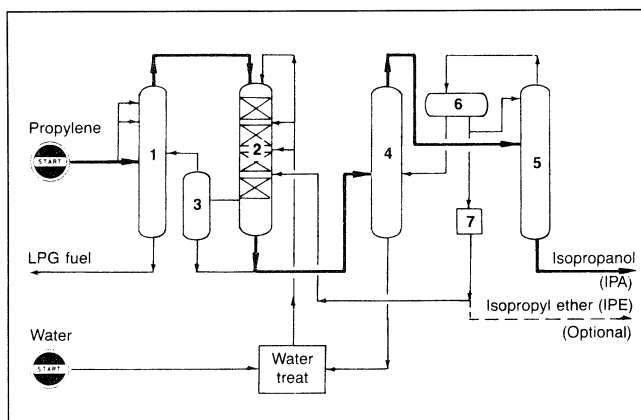 Propylene
START
1
2
3
4
5
6
7
LPG fuel
Isopropanol
(IPA)
Isopropyl ether (IPE)
(Optional)
Water
START
Water
treat